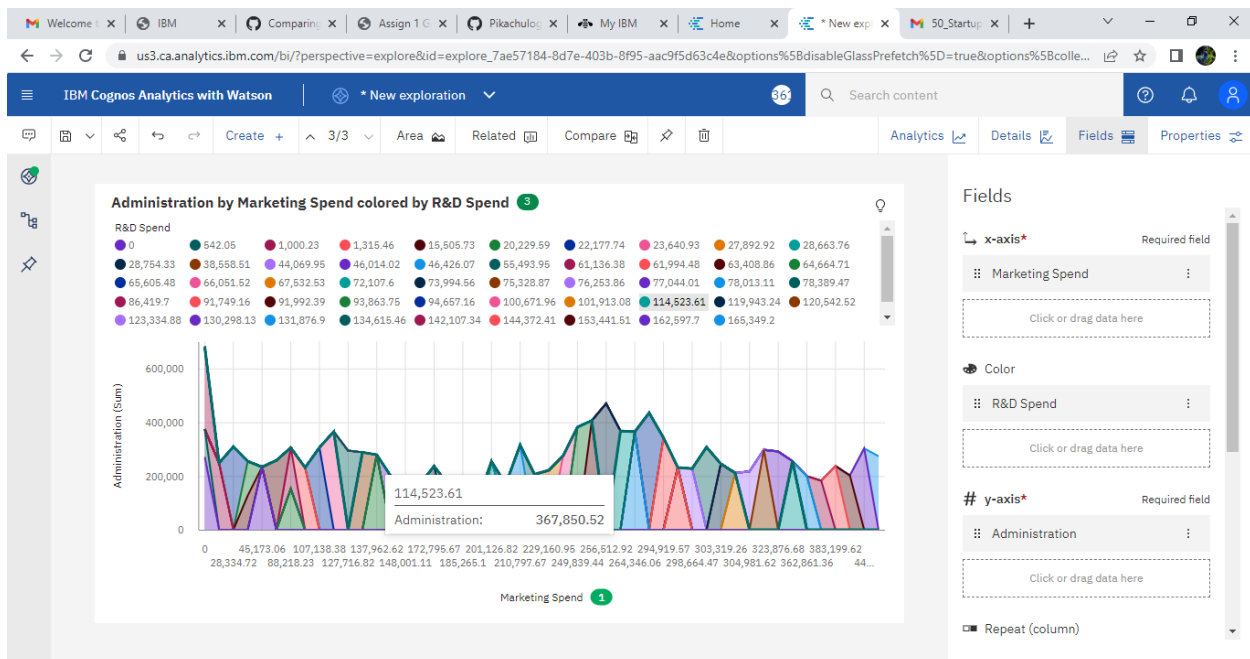 Welcome t
IBM
Comparing
Assign 1 G
Pikachulog
My IBM
Home
* New expl
50_Startup
us3.ca.analytics.ibm.com/bi/?perspective=explore&id=explore_7ae57184-8d7e-403b-8f95-aac9f5d63c4e&options%5BdisableGlassPrefetch%5D=true&options%5Bcolle...
IBM Cognos Analytics with Watson
* New exploration
Search content
Create +
3/3
Area
Related
Compare
Analytics
Details
Fields
Properties
Administration by Marketing Spend colored by R&D Spend 3
R&D Spend
0 542.05 1,000.23 1,315.46 15,505.73 20,229.59 22,177.74 23,640.93 27,892.92 28,663.76
28,754.33 38,558.51 44,069.95 46,014.02 46,426.07 55,493.95 61,136.38 61,994.48 63,408.86 64,664.71
65,605.48 66,051.52 67,532.53 72,107.6 73,994.56 75,328.87 76,253.86 77,044.01 78,013.11 78,389.47
86,419.7 91,749.16 91,992.39 93,863.75 94,657.16 100,671.96 101,913.08 114,523.61 119,943.24 120,542.52
123,334.88 130,298.13 131,876.9 134,615.46 142,107.34 144,372.41 153,441.51 162,597.7 165,349.2
Administration (Sum)
600,000
400,000
200,000
0
114,523.61
Administration: 367,850.52
0 45,173.06 107,138.38 137,962.62 172,795.67 201,126.82 229,160.95 256,512.92 294,919.57 303,319.26 323,876.68 383,199.62
28,334.72 88,218.23 127,716.82 148,001.11 185,265.1 210,797.67 249,839.44 264,346.06 298,664.47 304,981.62 362,861.36 44...
Marketing Spend 1
Fields
x-axis*
Required field
Marketing Spend
Click or drag data here
Color
R&D Spend
Click or drag data here
# y-axis*
Required field
Administration
Click or drag data here
Repeat (column)